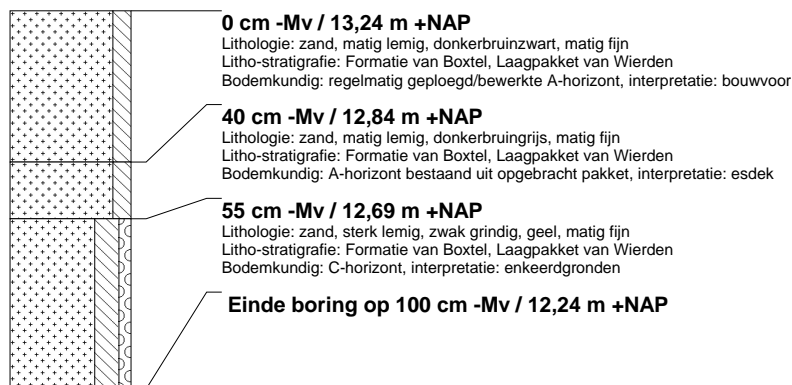 0 cm -Mv / 13,24 m +NAP
Lithologie: zand, matig lemig, donkerbruinzwart, matig fijn
Litho-stratigrafie: Formatie van Boxtel, Laagpakket van Wierden
Bodemkundig: regelmatig geploegd/bewerkte A-horizont, interpretatie: bouwvoor
40 cm -Mv / 12,84 m +NAP
Lithologie: zand, matig lemig, donkerbruingrijs, matig fijn
Litho-stratigrafie: Formatie van Boxtel, Laagpakket van Wierden
Bodemkundig: A-horizont bestaand uit opgebracht pakket, interpretatie: esdek
55 cm -Mv / 12,69 m +NAP
Lithologie: zand, sterk lemig, zwak grindig, geel, matig fijn
Litho-stratigrafie: Formatie van Boxtel, Laagpakket van Wierden
Bodemkundig: C-horizont, interpretatie: enkeerdgronden
Einde boring op 100 cm -Mv / 12,24 m +NAP